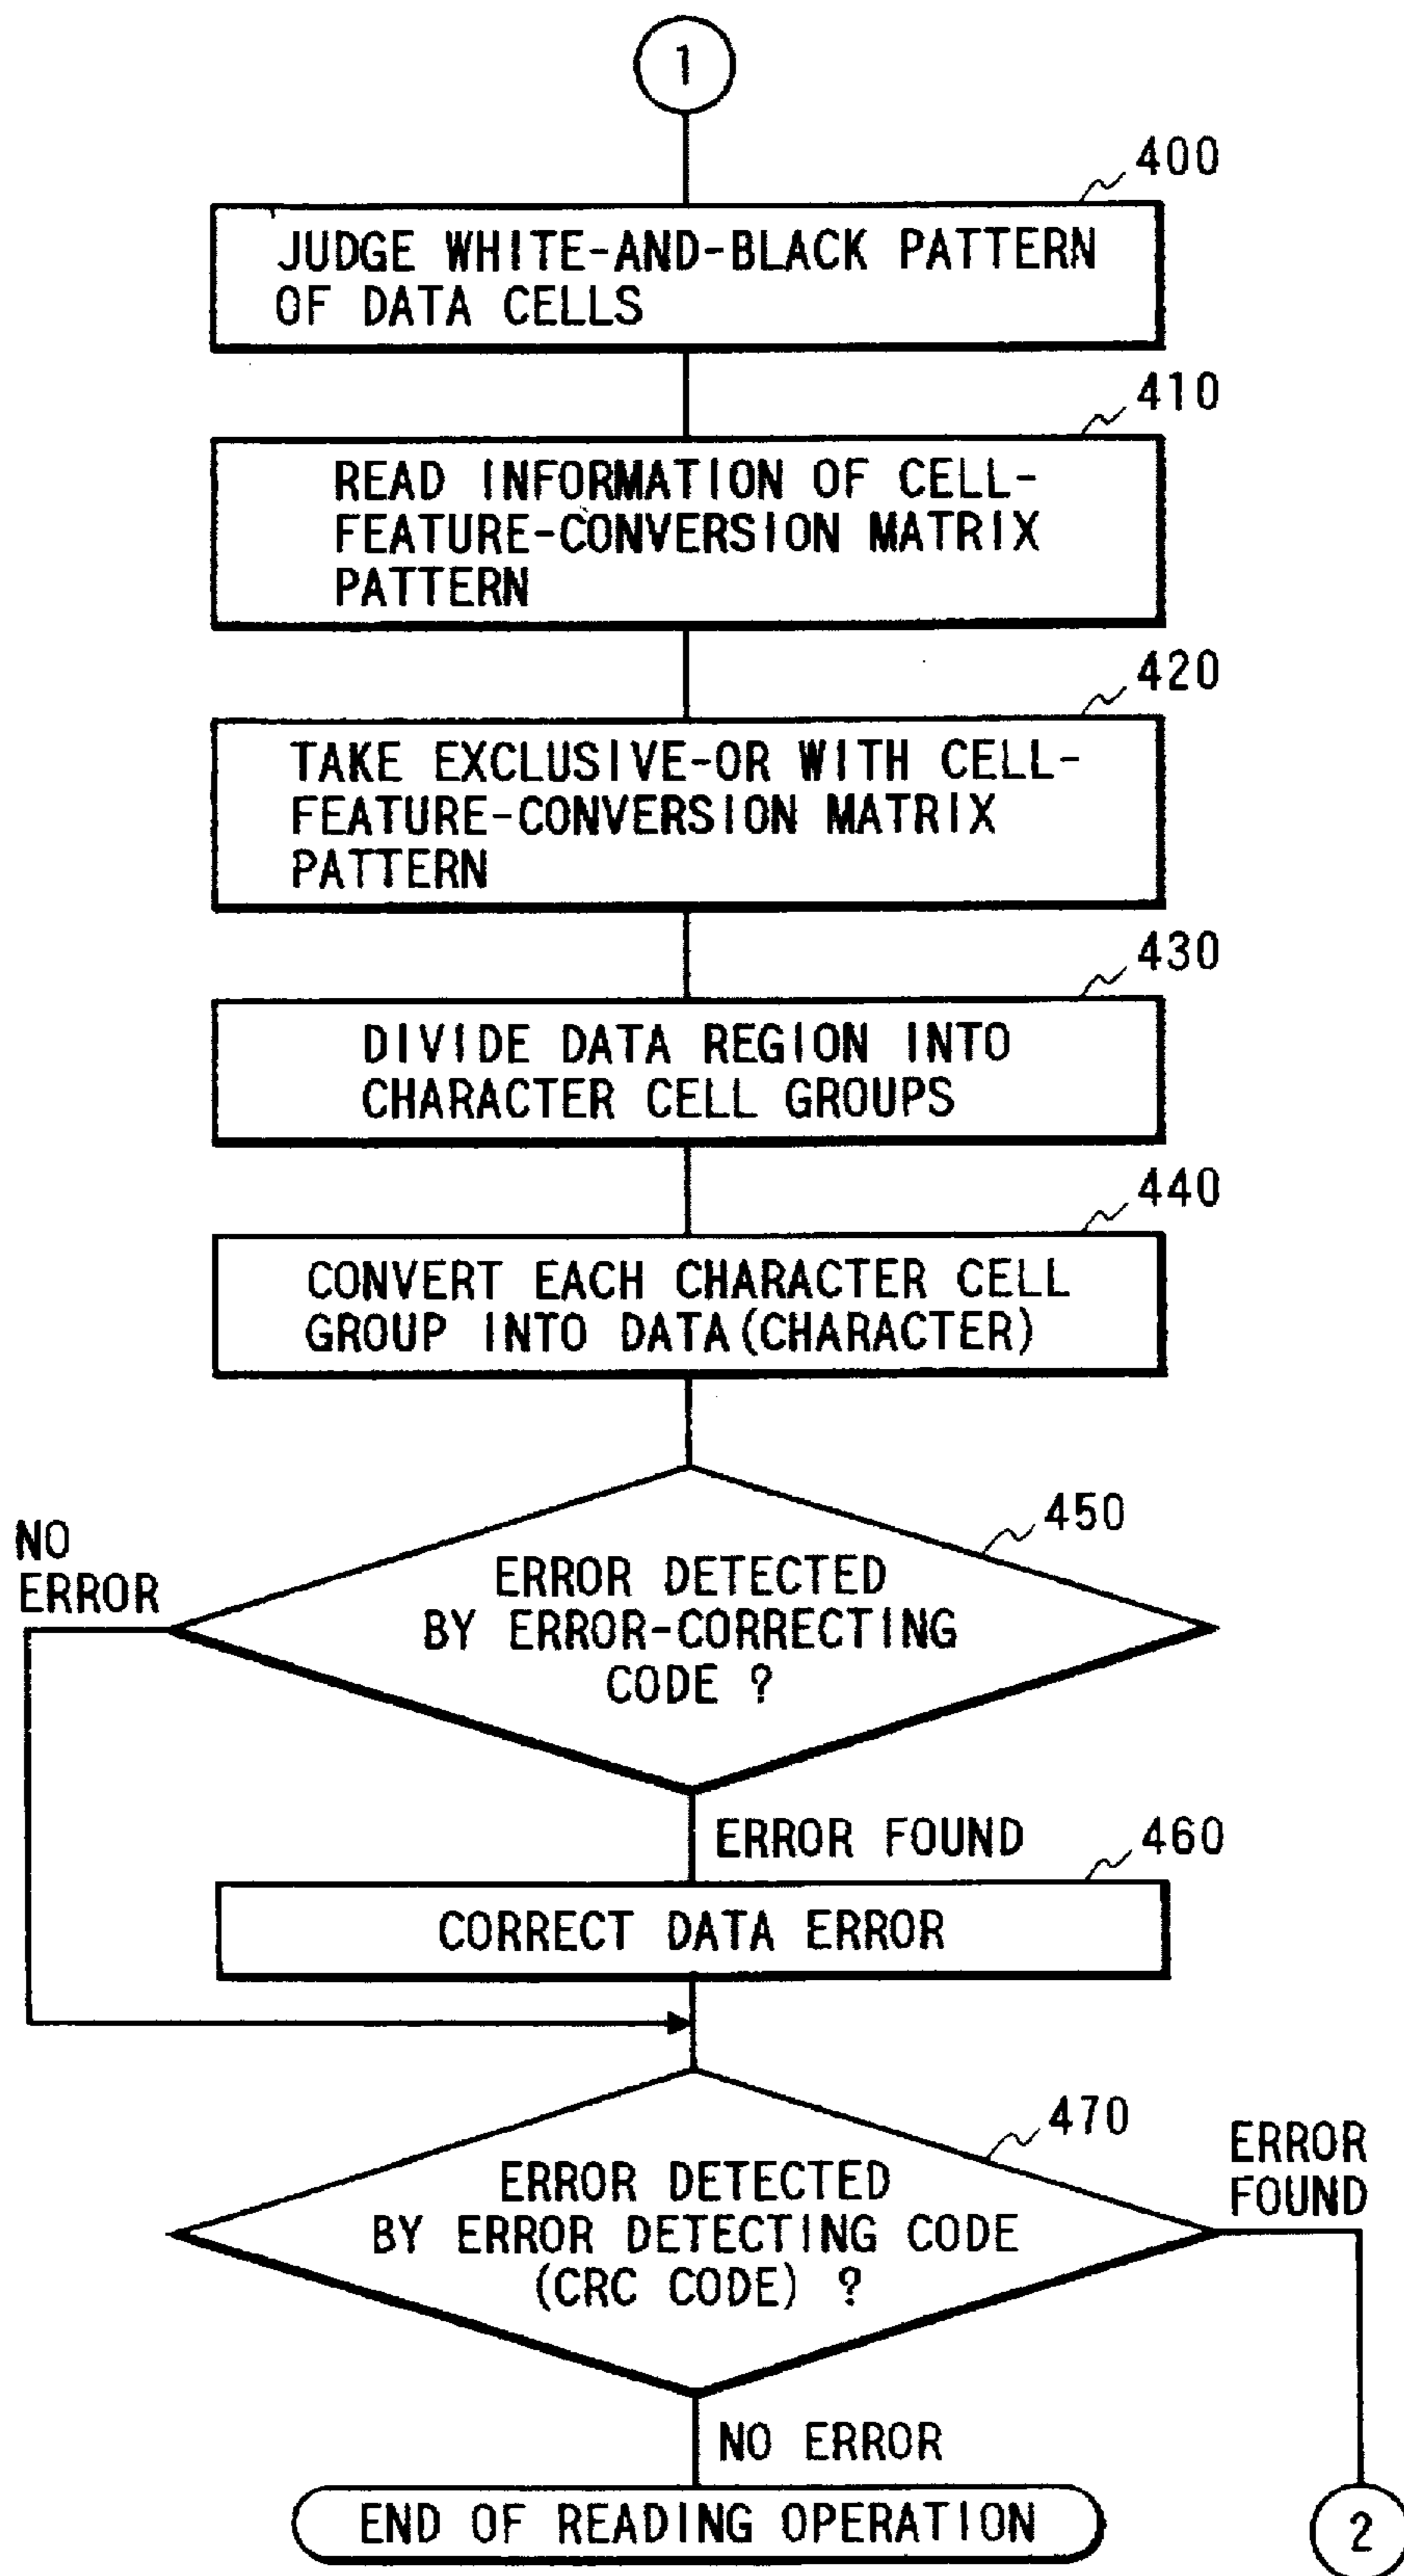 1
400
JUDGE WHITE-AND-BLACK PATTERN
OF DATA CELLS
410
READ INFORMATION OF CELL-
FEATURE-CONVERSION MATRIX
PATTERN
420
TAKE EXCLUSIVE-OR WITH CELL-
FEATURE-CONVERSION MATRIX
PATTERN
430
DIVIDE DATA REGION INTO
CHARACTER CELL GROUPS
440
CONVERT EACH CHARACTER CELL
GROUP INTO DATA(CHARACTER)
NO
ERROR
450
ERROR DETECTED
BY ERROR-CORRECTING
CODE ?
ERROR FOUND
460
CORRECT DATA ERROR
470
ERROR
FOUND
ERROR DETECTED
BY ERROR DETECTING CODE
(CRC CODE) ?
NO ERROR
END OF READING OPERATION
2